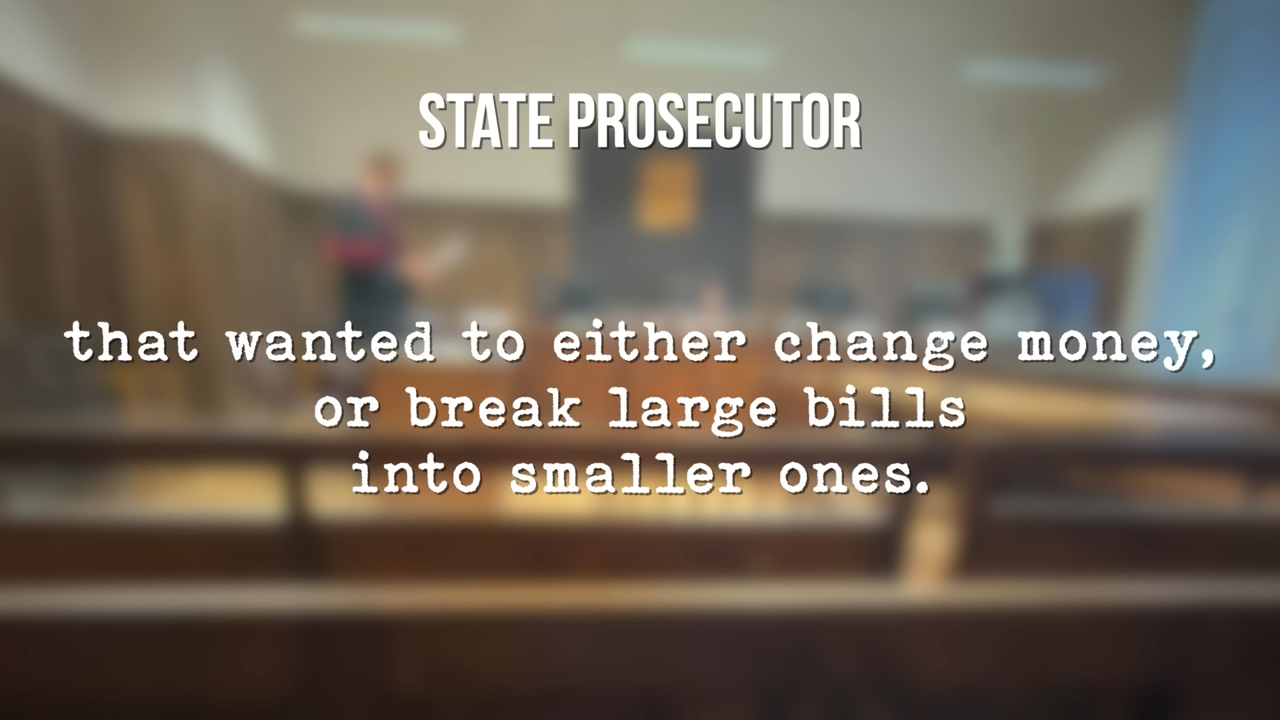 STATE PROSECUTOR
that wanted to either change money,
or break large bills
into smaller ones.